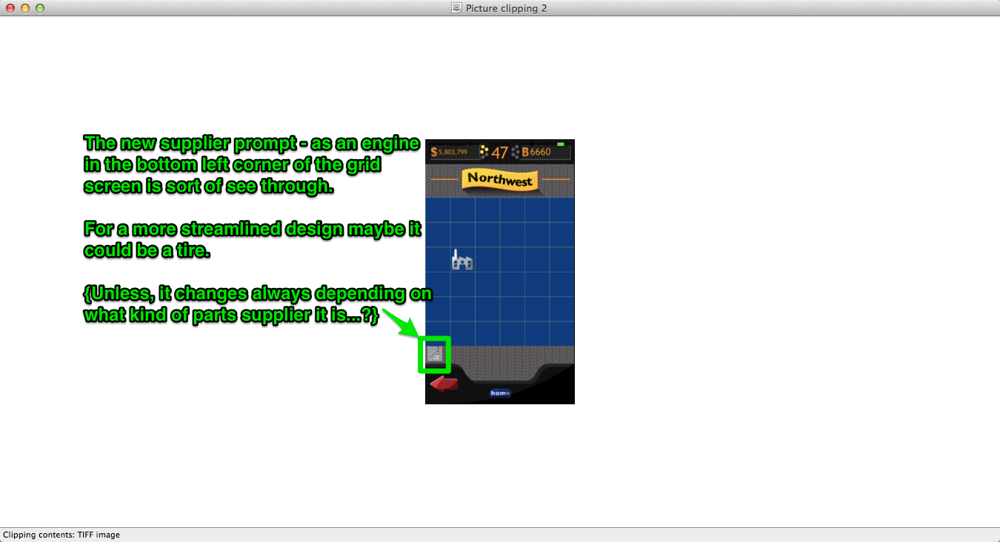 Picture clipping 2
The new supplier prompt - as an engine
in the bottom left corner of the grid
screen is sort of see through.
For a more streamlined design maybe it
could be a tire.
{Unless, it changes always depending on
what kind of parts supplier it is...?}
$5,803,799 47 B 6660
Northwest
home
Clipping contents: TIFF image